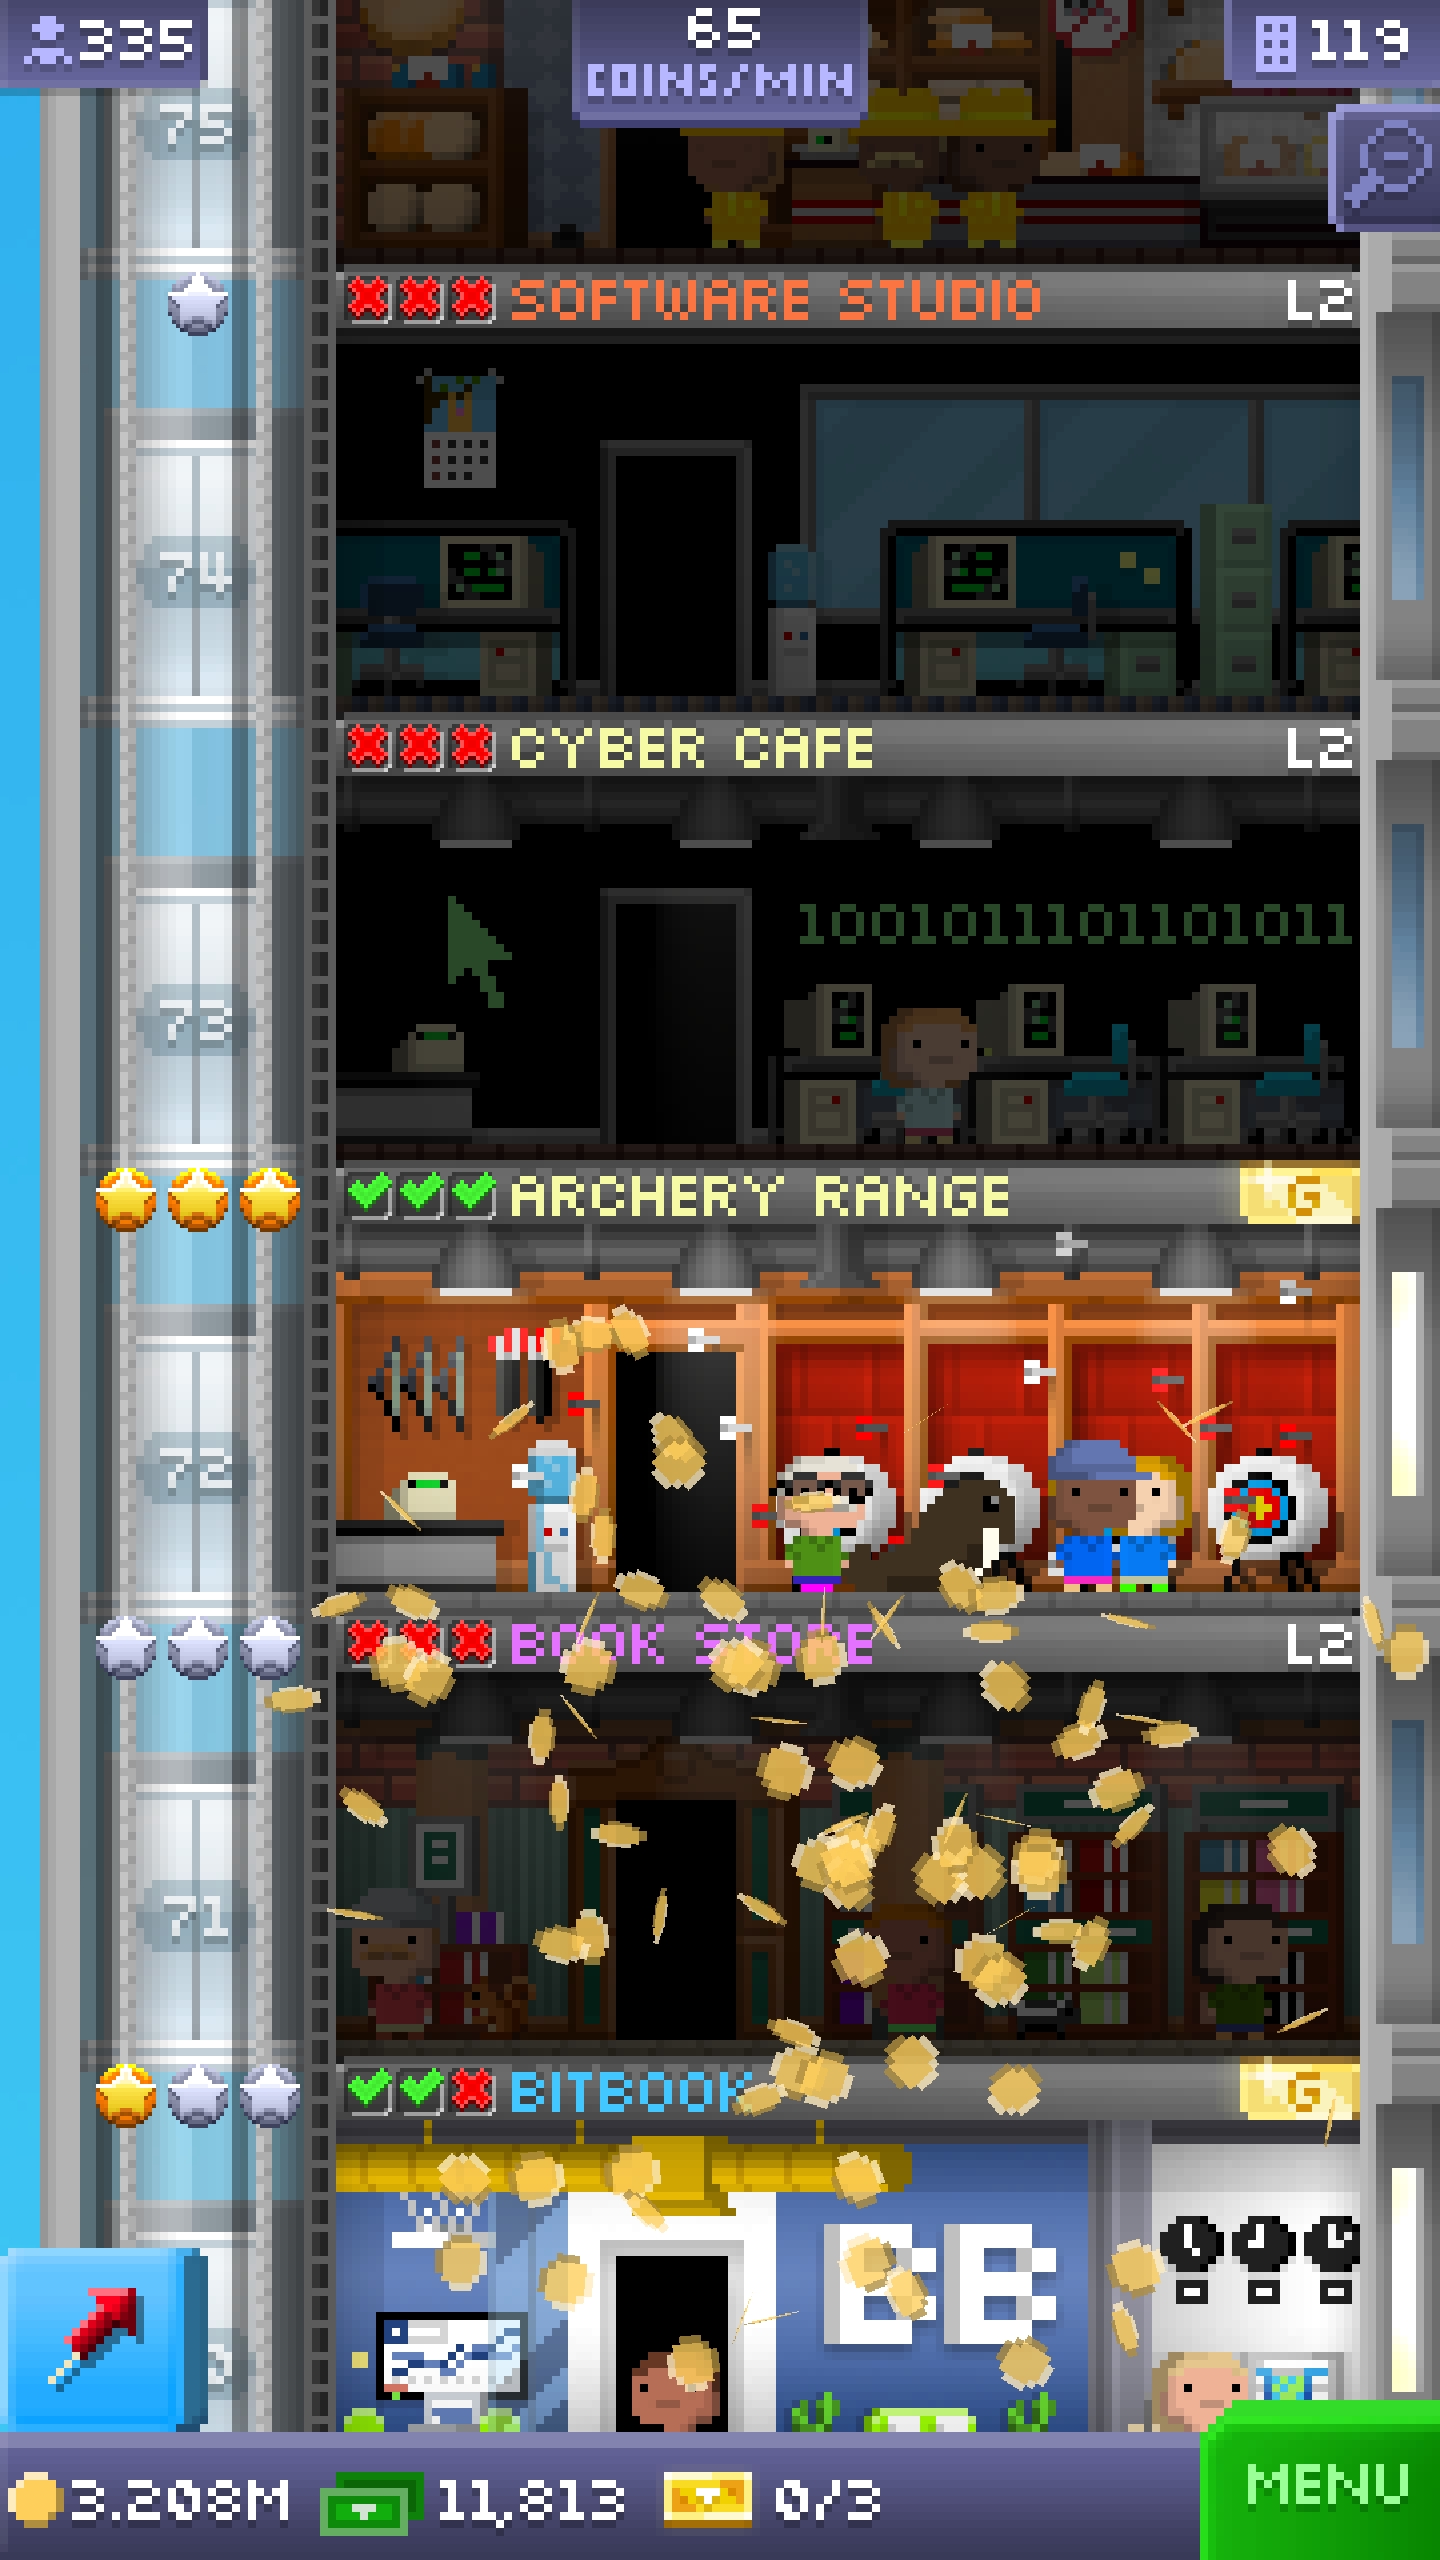 335
65
COINS/MIN
119
75
SOFTWARE STUDIO L2
74
CYBER CAFE L2
1001011101101011
73
ARCHERY RANGE G
72
BOOK STORE L2
71
BITBOOK G
BB
3.208M 11,813 0/3
MENU